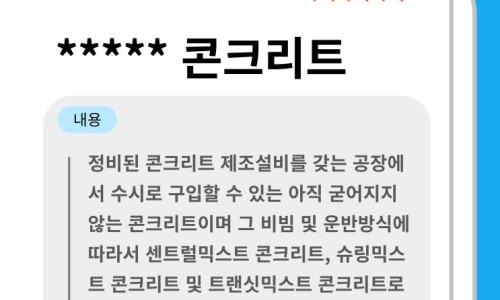 ***** 콘크리트
내용
정비된 콘크리트 제조설비를 갖는 공장에
서 수시로 구입할 수 있는 아직 굳어지지
않는 콘크리트이며 그 비빔 및 운반방식에
따라서 센트럴믹스트 콘크리트, 슈링믹스
트 콘크리트 및 트랜싯믹스트 콘크리트로